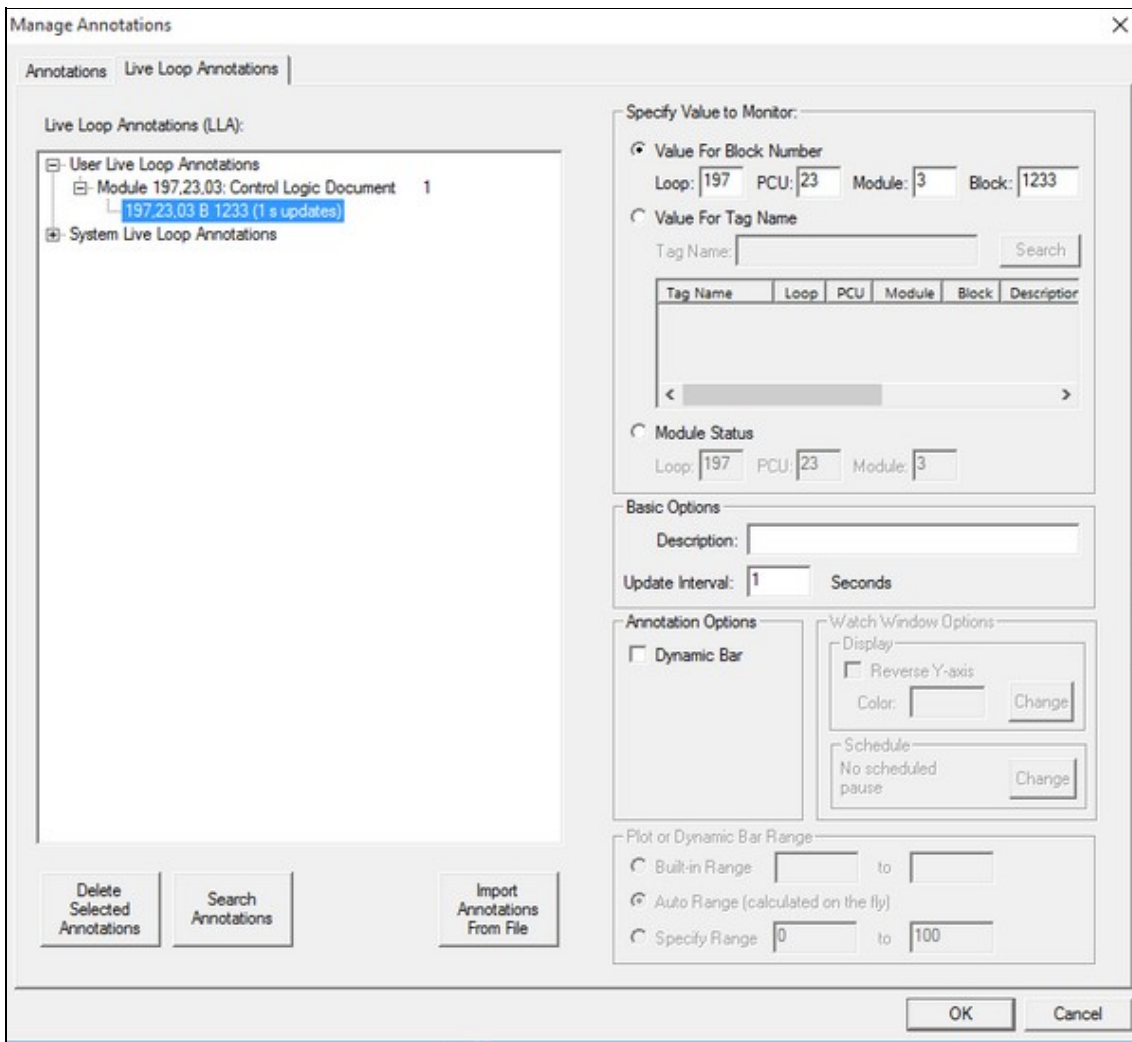 Manage Annotations
Annotations Live Loop Annotations
Live Loop Annotations (LLA):
User Live Loop Annotations
Module 197,23,03: Control Logic Document 1
197,23,03 B 1233 (1 s updates)
System Live Loop Annotations
Delete Selected Annotations
Search Annotations
Import Annotations From File
Specify Value to Monitor:
Value For Block Number
Loop: 197 PCU: 23 Module: 3 Block: 1233
Value For Tag Name
Tag Name: Search
Tag Name Loop PCU Module Block Description
Module Status
Loop: 197 PCU: 23 Module: 3
Basic Options
Description:
Update Interval: 1 Seconds
Annotation Options
Dynamic Bar
Watch Window Options
Display
Reverse Y-axis
Color: Change
Schedule
No scheduled pause Change
Plot or Dynamic Bar Range
Built-in Range to
Auto Range (calculated on the fly)
Specify Range 0 to 100
OK Cancel